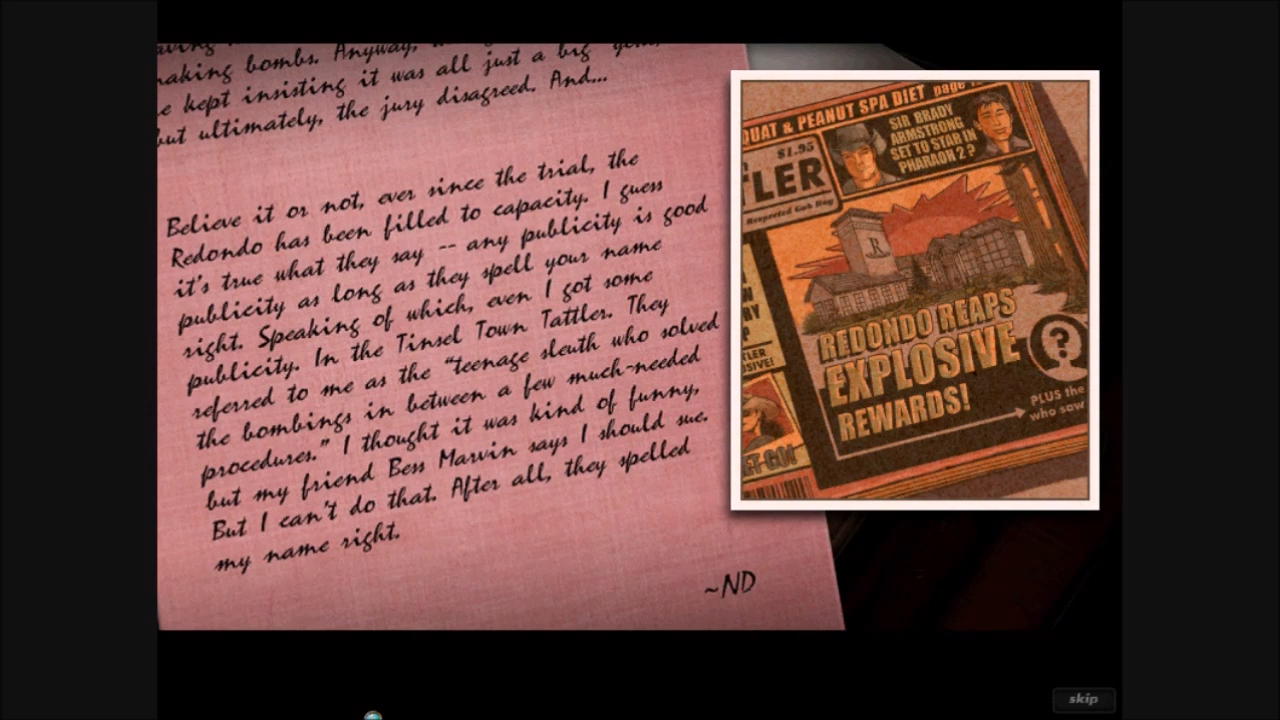 making bombs. Anyway,
kept insisting it was all just a big
but ultimately, the jury disagreed. And...
Believe it or not, ever since the trial, the
Redondo has been filled to capacity. I guess
it's true what they say -- any publicity is good
publicity as long as they spell your name
right. Speaking of which, even I got some
publicity. In the Tinsel Town Tattler. They
referred to me as the "teenage sleuth who solved
the bombings in between a few much-needed
procedures." I thought it was kind of funny,
but my friend Bess Marvin says I should sue.
But I can't do that. After all, they spelled
my name right.
~ND
QUAT & PEANUT SPA DIET page
$1.95
TLER
Respected Gab Rag
SIR BRADY
ARMSTRONG
SET TO STAR IN
PHARAOH 2?
R
REDONDO REAPS
EXPLOSIVE
REWARDS!
?
PLUS the
who saw
ET-GO!
skip